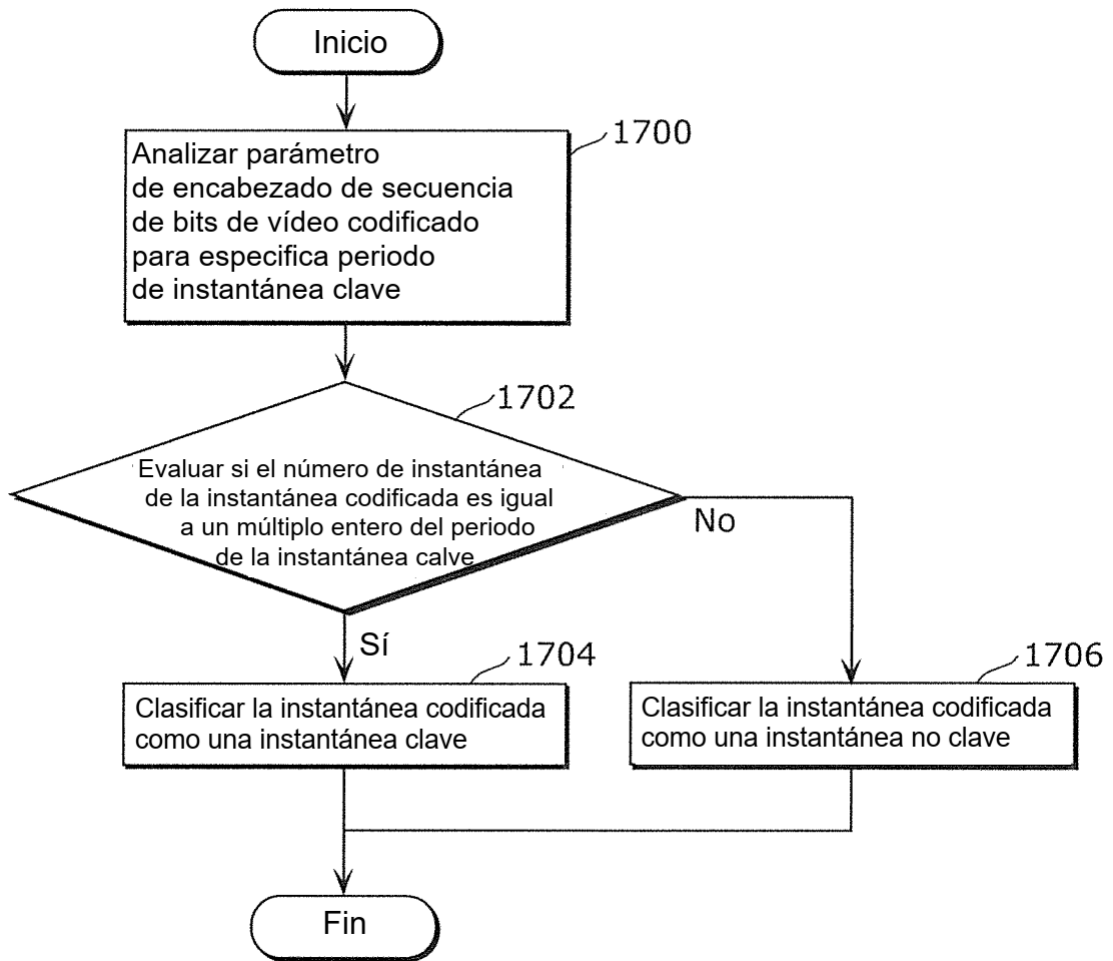 Inicio
1700
Analizar parámetro
de encabezado de secuencia
de bits de vídeo codificado
para especifica periodo
de instantánea clave
1702
Evaluar si el número de instantánea
de la instantánea codificada es igual
a un múltiplo entero del periodo
de la instantánea calve
No
Sí
1704
Clasificar la instantánea codificada
como una instantánea clave
1706
Clasificar la instantánea codificada
como una instantánea no clave
Fin